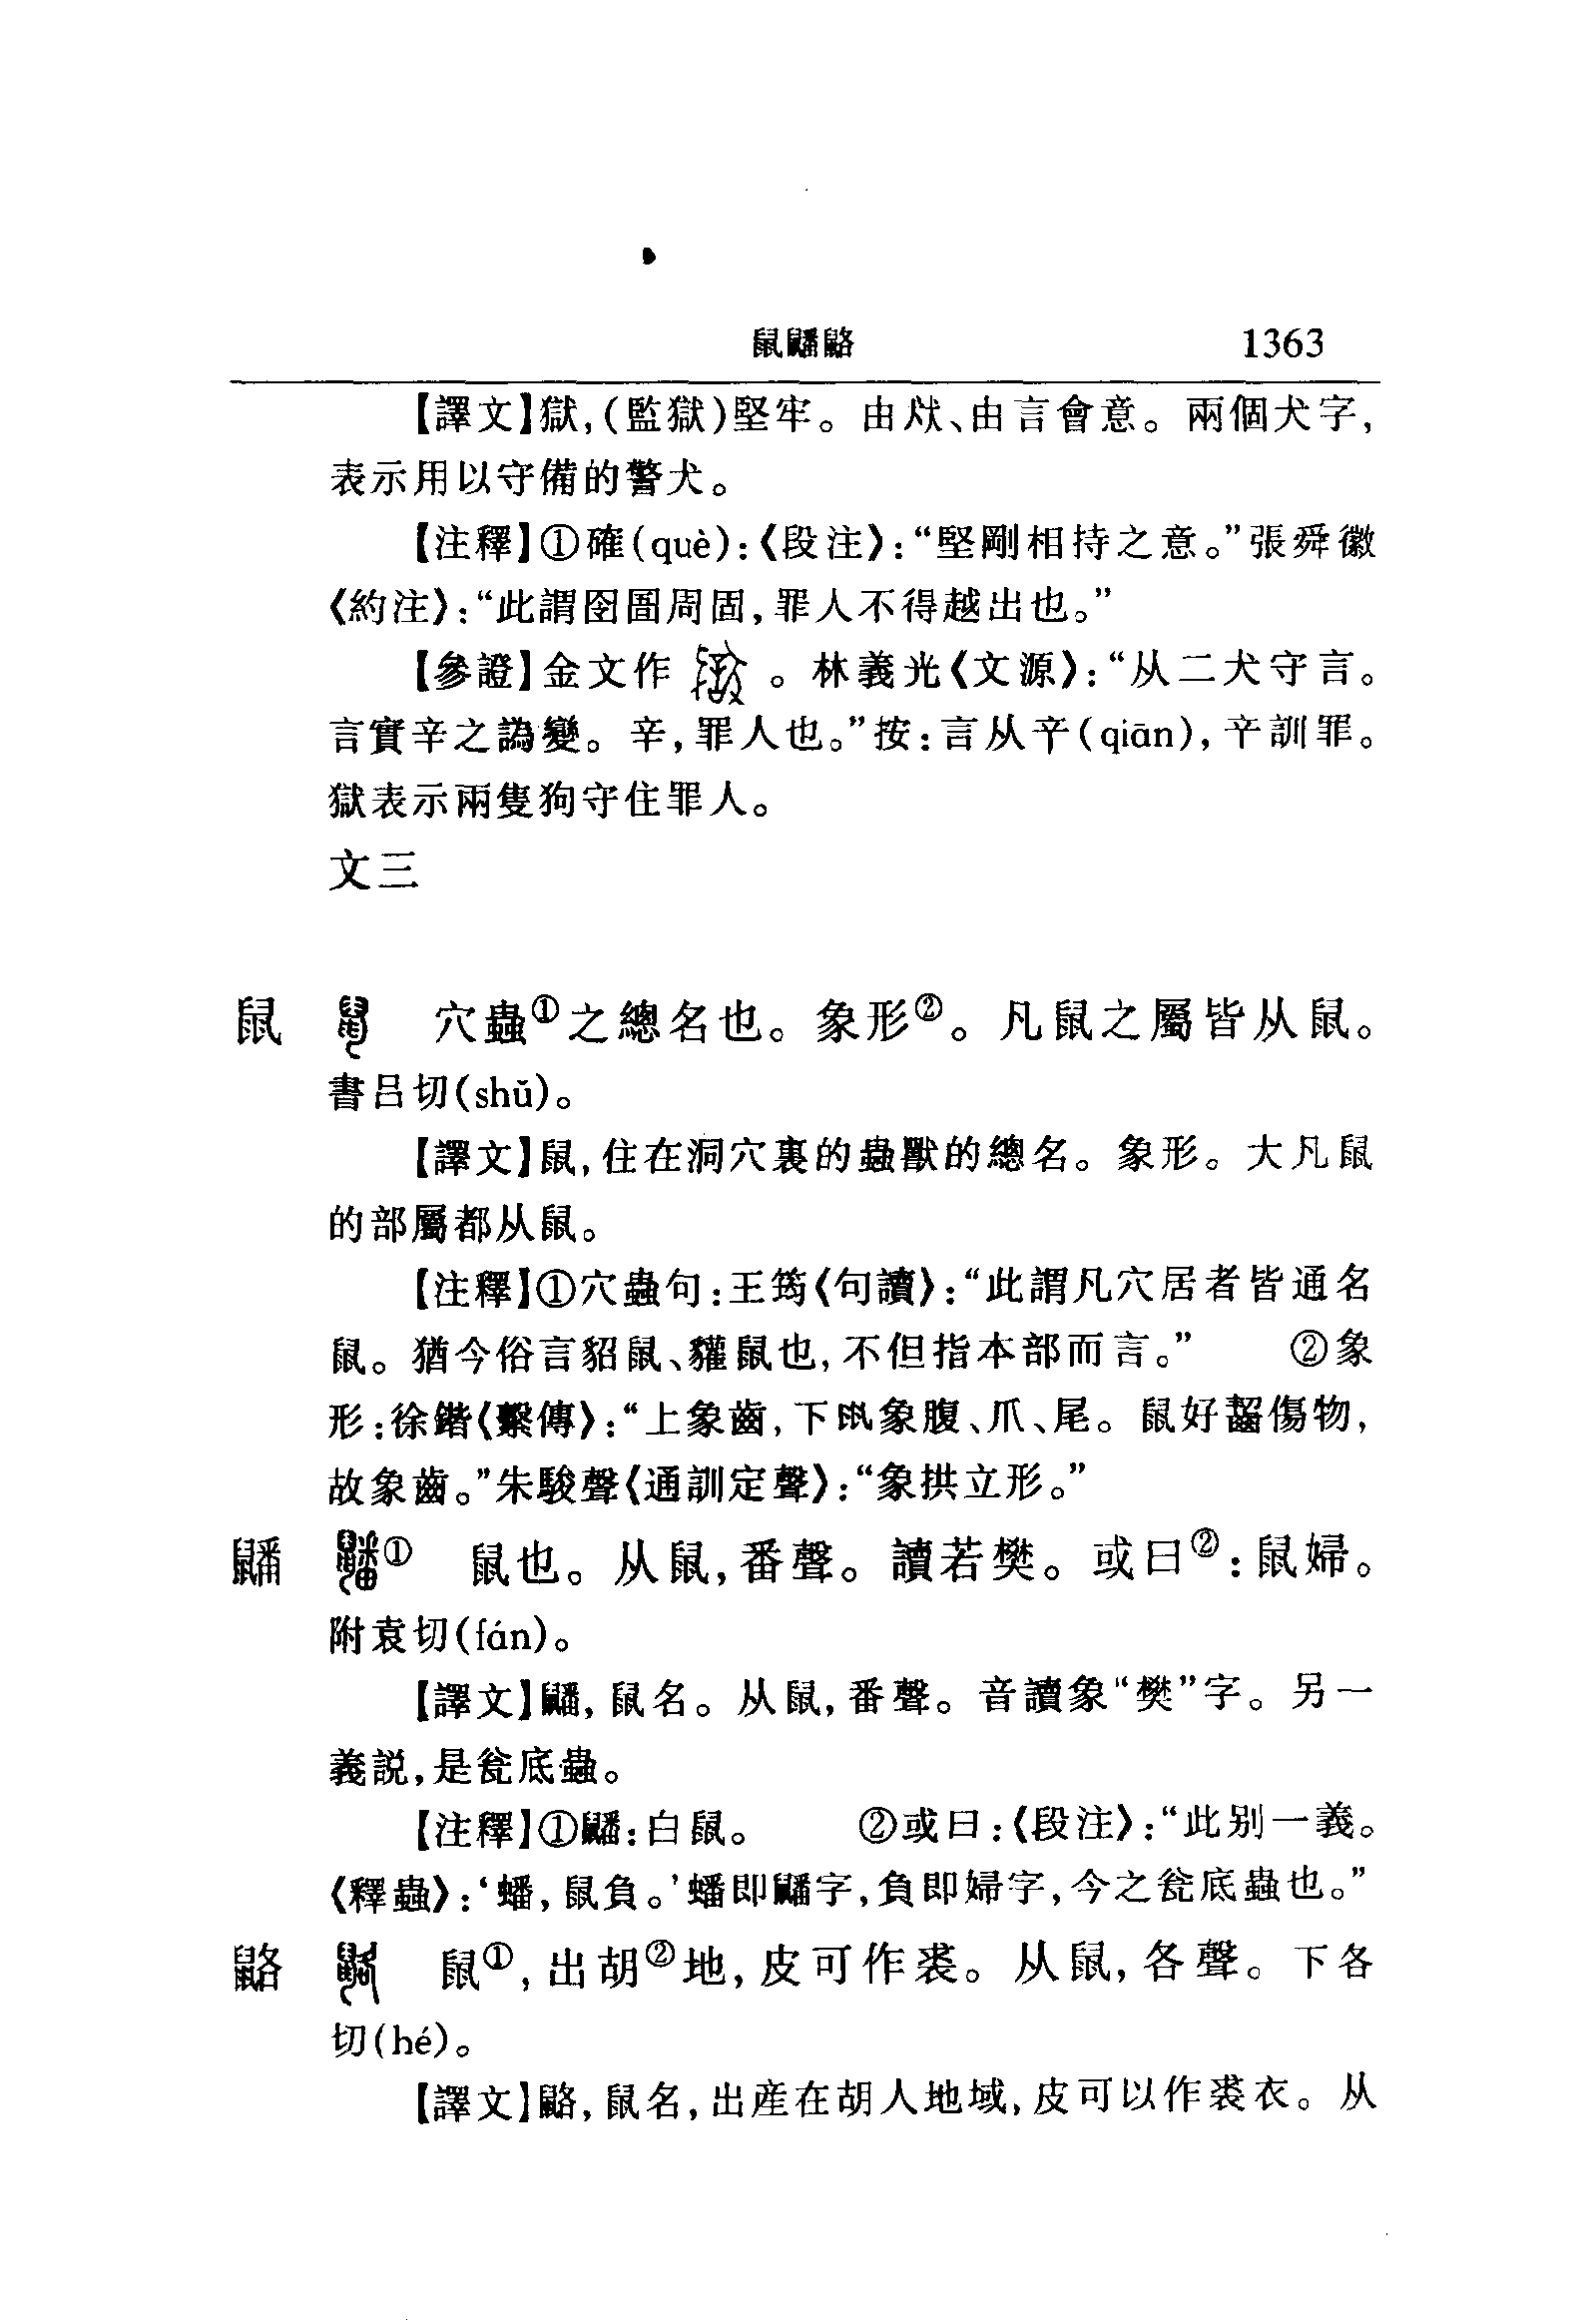 鼠鼶䶈 1363
【譯文】獄,(監獄)堅牢。由㹜、由言會意。兩個犬字,
表示用以守備的警犬。
【注釋】①確(què):《段注》:“堅剛相持之意。”張舜徽
《約注》:“此謂囹圄周固,罪人不得越出也。”
【參證】金文作 。林義光《文源》:“从二犬守言。
言實辛之譌變。辛,罪人也。”按:言从䇂(qiān),䇂訓罪。
獄表示兩隻狗守住罪人。
文三
鼠 穴蟲①之總名也。象形②。凡鼠之屬皆从鼠。
書呂切(shǔ)。
【譯文】鼠,住在洞穴裏的蟲獸的總名。象形。大凡鼠
的部屬都从鼠。
【注釋】①穴蟲句:王筠《句讀》:“此謂凡穴居者皆通名
鼠。猶今俗言貂鼠、貛鼠也,不但指本部而言。” ②象
形:徐鍇《繫傳》:“上象齒,下象腹、爪、尾。鼠好齧傷物,
故象齒。”朱駿聲《通訓定聲》:“象拱立形。”
鼶① 鼠也。从鼠,番聲。讀若樊。或曰②:鼠婦。
附袁切(fán)。
【譯文】䶕,鼠名。从鼠,番聲。音讀象“樊”字。另一
義説,是瓮底蟲。
【注釋】①䶕:白鼠。 ②或曰:《段注》:“此别一義。
《釋蟲》:‘蟠,鼠負。’蟠即䶕字,負即婦字,今之瓮底蟲也。”
䶅 鼠①,出胡②地,皮可作裘。从鼠,各聲。下各
切(hé)。
【譯文】䶅,鼠名,出産在胡人地域,皮可以作裘衣。从